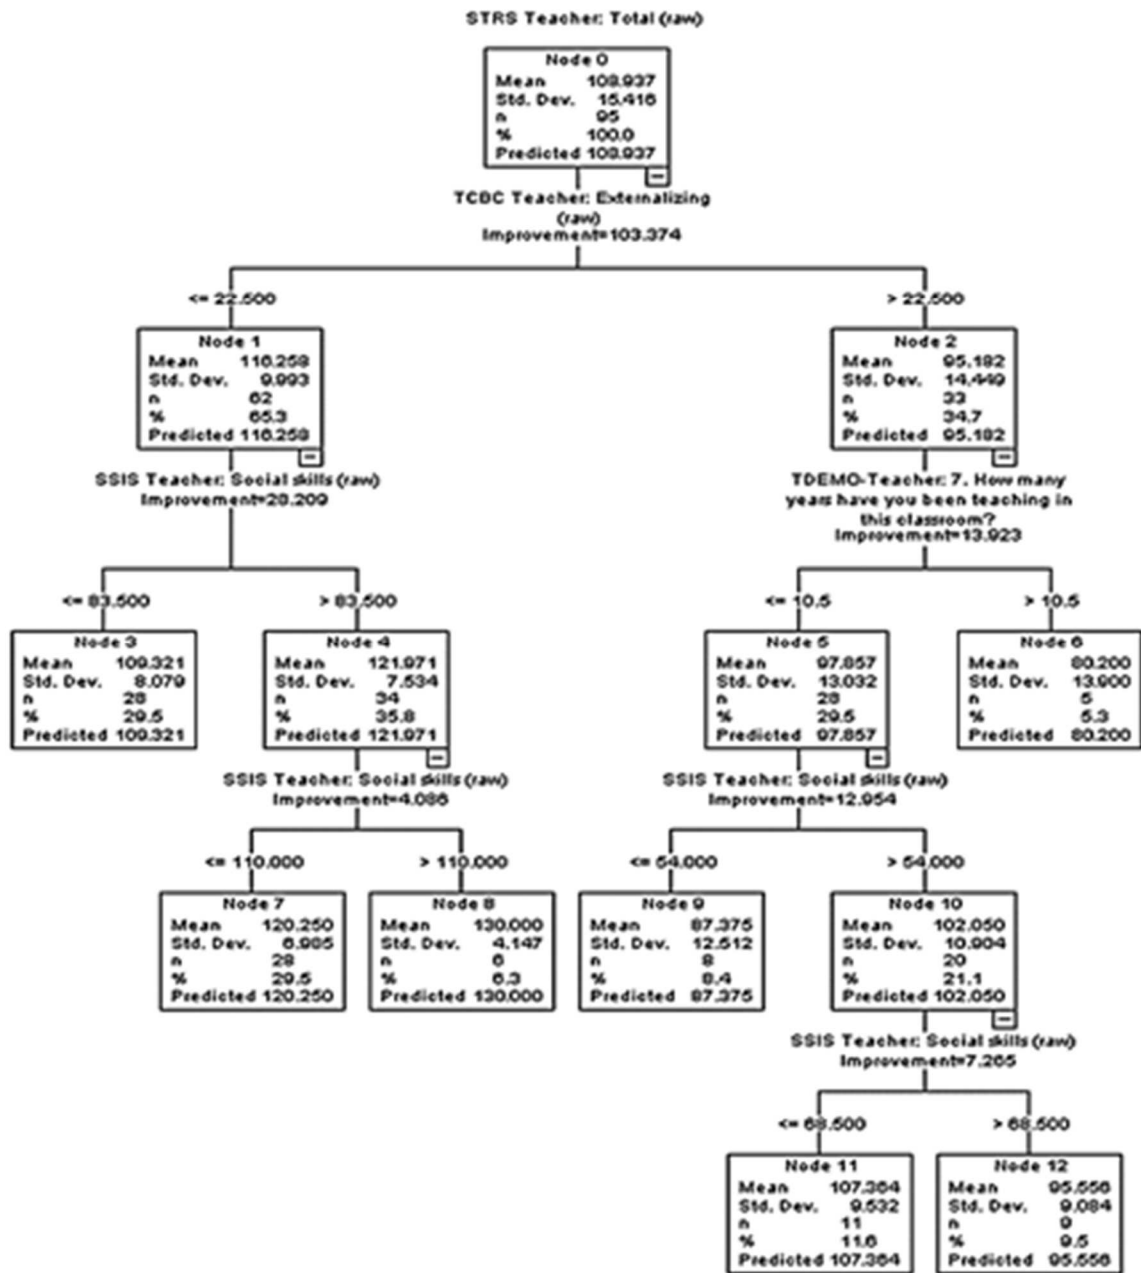 STRS Teacher: Total (raw)
Node 0
Mean 108.937
Std. Dev. 15.416
n 95
% 100.0
Predicted 108.937
TCBC Teacher: Externalizing
(raw)
Improvement=103.374
<= 22.500
> 22.500
Node 1
Mean 116.258
Std. Dev. 9.993
n 62
% 65.3
Predicted 116.258
Node 2
Mean 95.182
Std. Dev. 14.449
n 33
% 34.7
Predicted 95.182
SSIS Teacher: Social skills (raw)
Improvement=28.209
TDEMO-Teacher: 7. How many
years have you been teaching in
this classroom?
Improvement=13.923
<= 83.500
> 83.500
<= 10.5
> 10.5
Node 3
Mean 109.321
Std. Dev. 8.079
n 28
% 29.5
Predicted 109.321
Node 4
Mean 121.971
Std. Dev. 7.534
n 34
% 35.8
Predicted 121.971
Node 5
Mean 97.857
Std. Dev. 13.032
n 28
% 29.5
Predicted 97.857
Node 6
Mean 80.200
Std. Dev. 13.900
n 5
% 5.3
Predicted 80.200
SSIS Teacher: Social skills (raw)
Improvement=4.086
SSIS Teacher: Social skills (raw)
Improvement=12.954
<= 110.000
> 110.000
<= 54.000
> 54.000
Node 7
Mean 120.250
Std. Dev. 6.985
n 28
% 29.5
Predicted 120.250
Node 8
Mean 130.000
Std. Dev. 4.147
n 6
% 6.3
Predicted 130.000
Node 9
Mean 87.375
Std. Dev. 12.512
n 8
% 8.4
Predicted 87.375
Node 10
Mean 102.050
Std. Dev. 10.904
n 20
% 21.1
Predicted 102.050
SSIS Teacher: Social skills (raw)
Improvement=7.265
<= 68.500
> 68.500
Node 11
Mean 107.364
Std. Dev. 9.532
n 11
% 11.6
Predicted 107.364
Node 12
Mean 95.556
Std. Dev. 9.084
n 9
% 9.5
Predicted 95.556